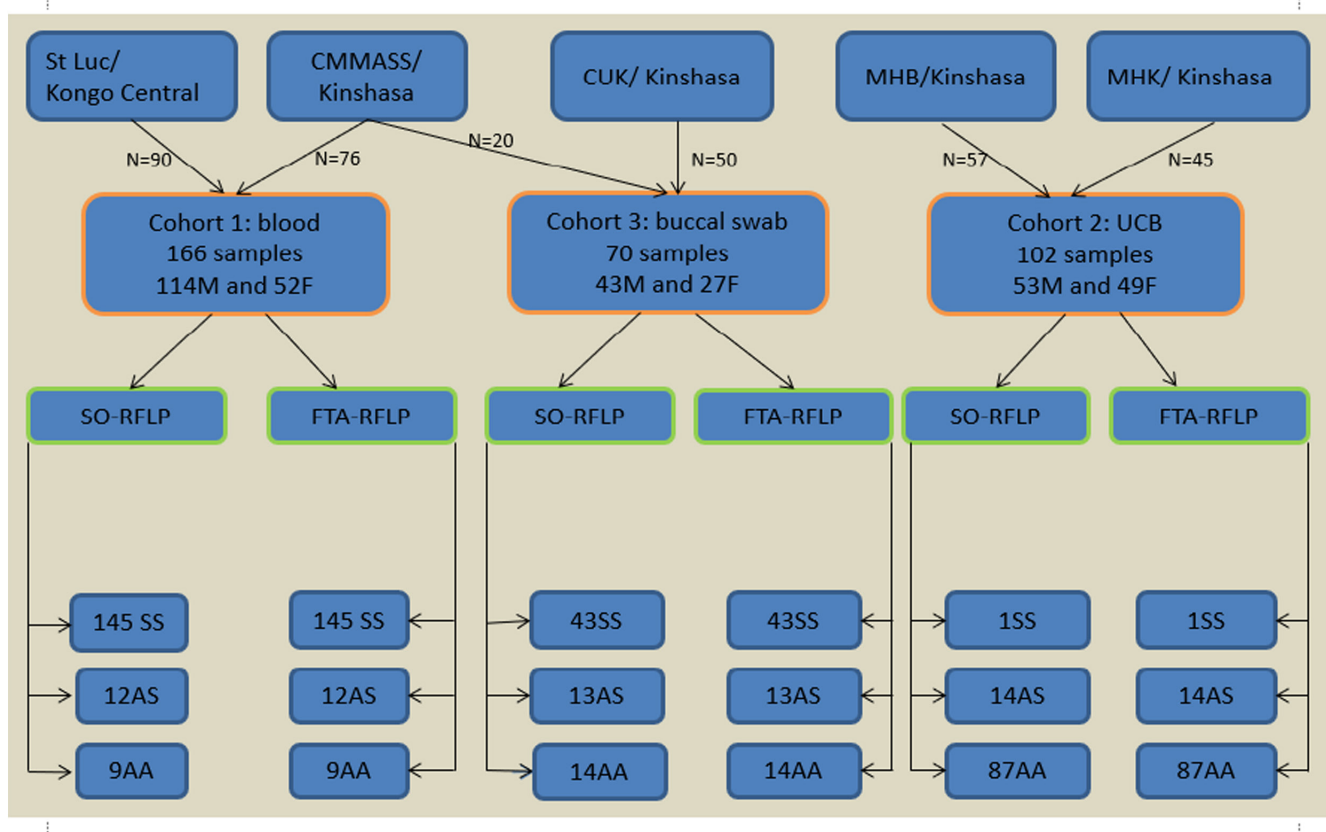 St Luc/
Kongo Central
CMMASS/
Kinshasa
CUK/ Kinshasa
MHB/Kinshasa
MHK/ Kinshasa
N=90
N=76
N=20
N=50
N=57
N=45
Cohort 1: blood
166 samples
114M and 52F
Cohort 3: buccal swab
70 samples
43M and 27F
Cohort 2: UCB
102 samples
53M and 49F
SO-RFLP
FTA-RFLP
SO-RFLP
FTA-RFLP
SO-RFLP
FTA-RFLP
145 SS
145 SS
43SS
43SS
1SS
1SS
12AS
12AS
13AS
13AS
14AS
14AS
9AA
9AA
14AA
14AA
87AA
87AA